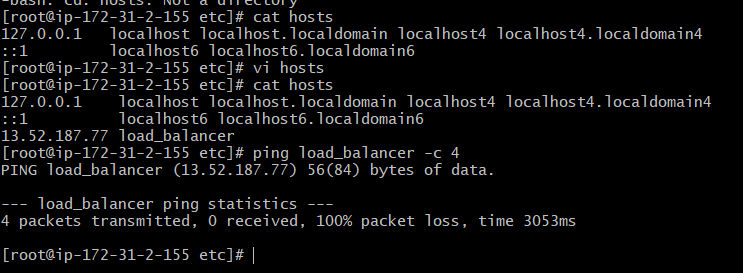 -bash: cd: hosts: Not a directory
[root@ip-172-31-2-155 etc]# cat hosts
127.0.0.1   localhost localhost.localdomain localhost4 localhost4.localdomain4
::1         localhost6 localhost6.localdomain6
[root@ip-172-31-2-155 etc]# vi hosts
[root@ip-172-31-2-155 etc]# cat hosts
127.0.0.1    localhost localhost.localdomain localhost4 localhost4.localdomain4
::1          localhost6 localhost6.localdomain6
13.52.187.77 load_balancer
[root@ip-172-31-2-155 etc]# ping load_balancer -c 4
PING load_balancer (13.52.187.77) 56(84) bytes of data.

--- load_balancer ping statistics ---
4 packets transmitted, 0 received, 100% packet loss, time 3053ms

[root@ip-172-31-2-155 etc]#